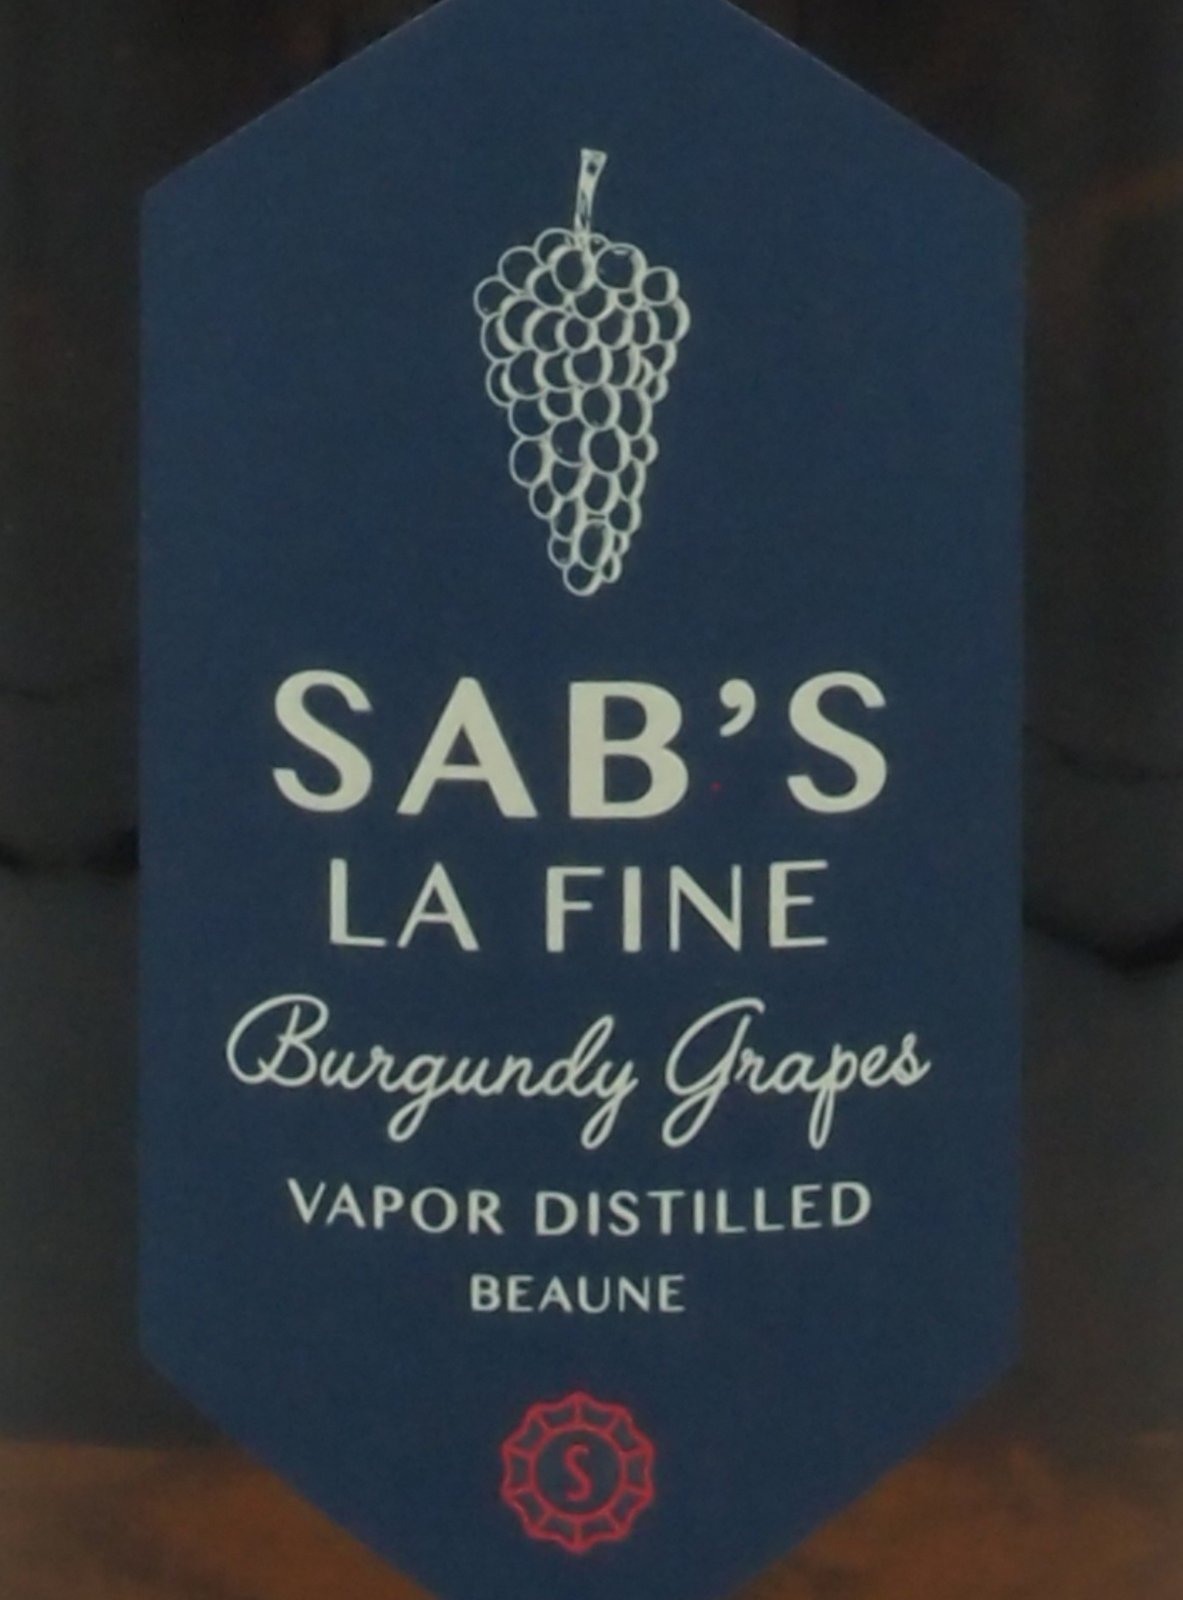 SAB'S
LA FINE
Burgundy Grapes
VAPOR DISTILLED
BEAUNE
S